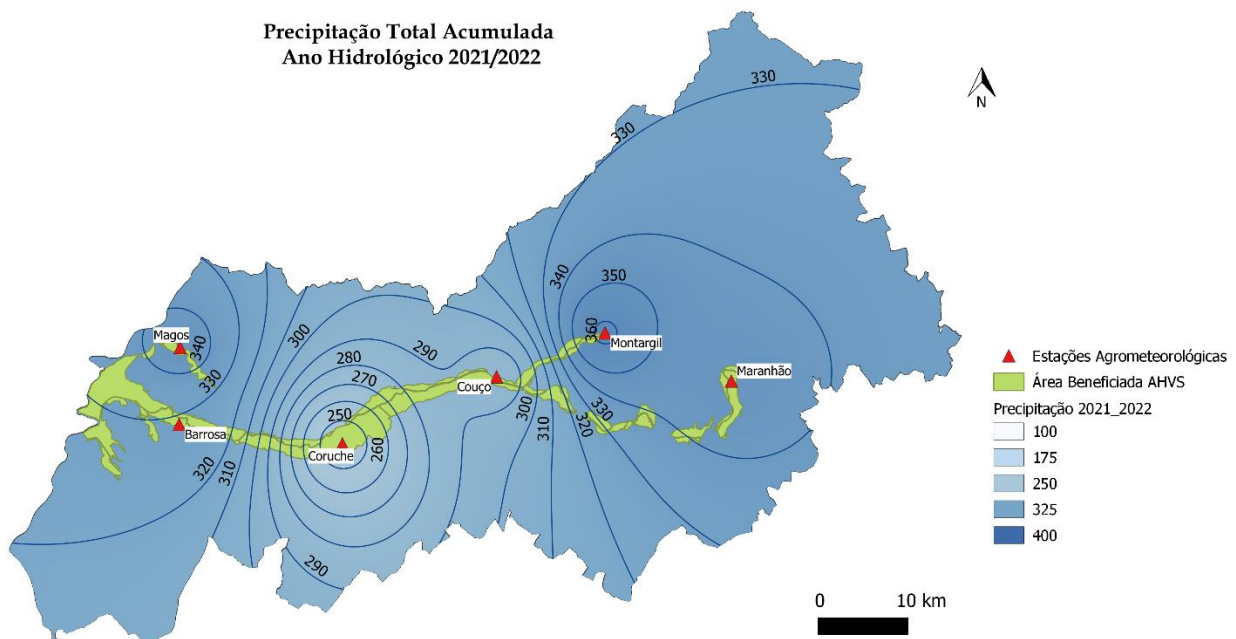 Precipitação Total Acumulada
Ano Hidrológico 2021/2022
330
330
N
340
350
360
Montargil
300
290
280
270
250
260
Magos
340
330
Barrosa
320
310
Coruche
Couço
300
310
320
330
Maranhão
290
Estações Agrometeorológicas
Área Beneficiada AHVS
Precipitação 2021_2022
100
175
250
325
400
0 10 km